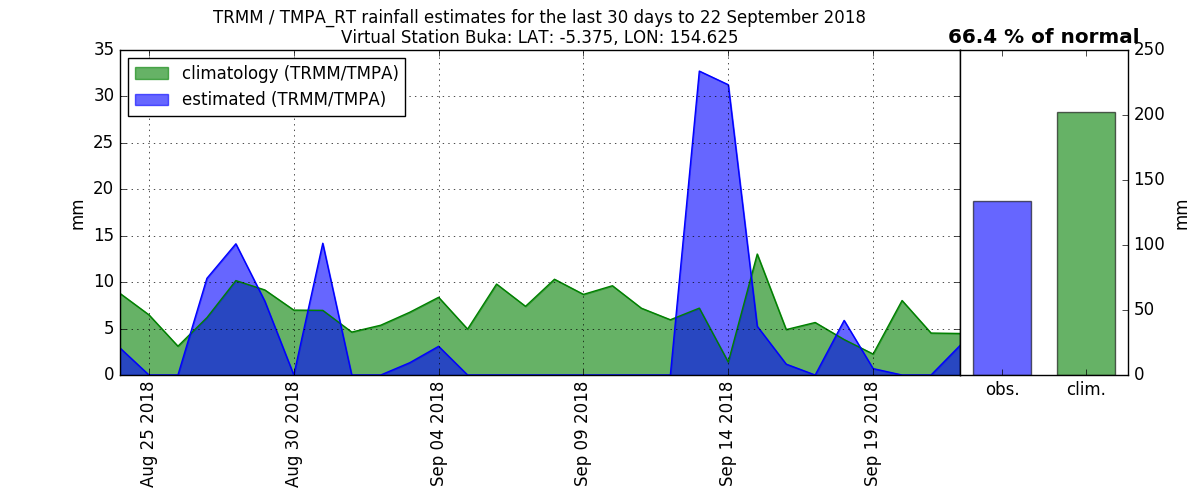 TRMM / TMPA_RT rainfall estimates for the last 30 days to 22 September 2018
Virtual Station Buka: LAT: -5.375, LON: 154.625
66.4 % of normal
climatology (TRMM/TMPA)
estimated (TRMM/TMPA)
mm
35
30
25
20
15
10
5
0
Aug 25 2018
Aug 30 2018
Sep 04 2018
Sep 09 2018
Sep 14 2018
Sep 19 2018
250
200
150
100
50
0
mm
obs.
clim.